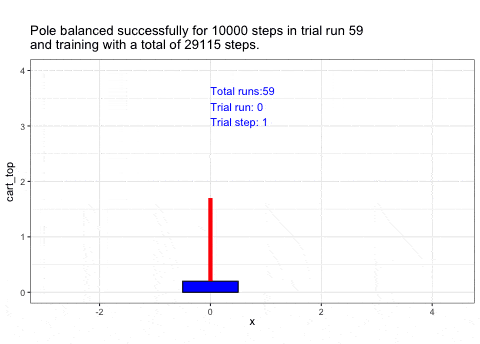 Pole balanced successfully for 10000 steps in trial run 59
and training with a total of 29115 steps.
Total runs:59
Trial run: 0
Trial step: 1
4
3
2
1
0
cart_top
-2
0
2
4
x